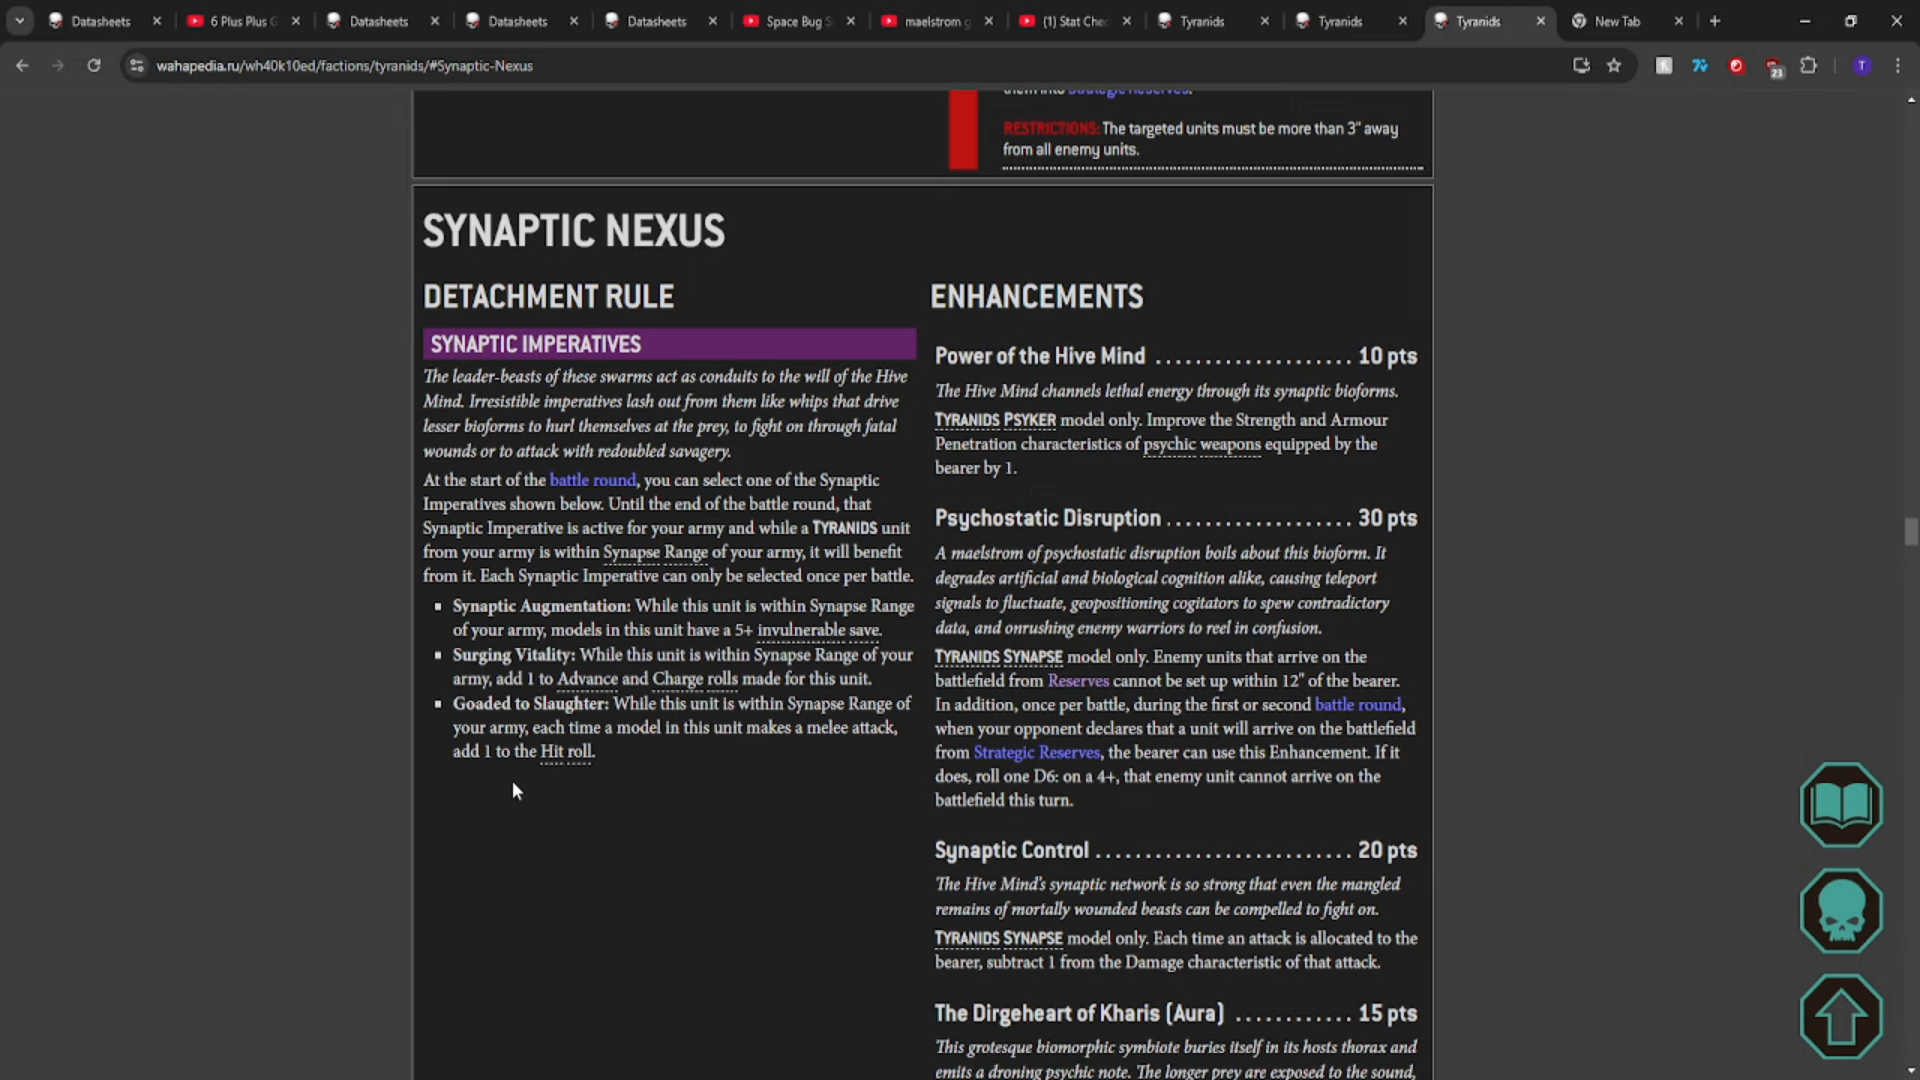 Datasheets
6 Plus Plus G
Datasheets
Datasheets
Datasheets
Space Bug S
maelstrom g
(1) Stat Chec
Tyranids
Tyranids
Tyranids
New Tab
wahapedia.ru/wh40k10ed/factions/tyranids/#Synaptic-Nexus
23
T
them into Strategic Reserves.
RESTRICTIONS: The targeted units must be more than 3" away
from all enemy units.
SYNAPTIC NEXUS
DETACHMENT RULE
SYNAPTIC IMPERATIVES
The leader-beasts of these swarms act as conduits to the will of the Hive
Mind. Irresistible imperatives lash out from them like whips that drive
lesser bioforms to hurl themselves at the prey, to fight on through fatal
wounds or to attack with redoubled savagery.
At the start of the battle round, you can select one of the Synaptic
Imperatives shown below. Until the end of the battle round, that
Synaptic Imperative is active for your army and while a TYRANIDS unit
from your army is within Synapse Range of your army, it will benefit
from it. Each Synaptic Imperative can only be selected once per battle.
▪ Synaptic Augmentation: While this unit is within Synapse Range
of your army, models in this unit have a 5+ invulnerable save.
▪ Surging Vitality: While this unit is within Synapse Range of your
army, add 1 to Advance and Charge rolls made for this unit.
▪ Goaded to Slaughter: While this unit is within Synapse Range of
your army, each time a model in this unit makes a melee attack,
add 1 to the Hit roll.
ENHANCEMENTS
Power of the Hive Mind .................... 10 pts
The Hive Mind channels lethal energy through its synaptic bioforms.
TYRANIDS PSYKER model only. Improve the Strength and Armour
Penetration characteristics of psychic weapons equipped by the
bearer by 1.
Psychostatic Disruption ................... 30 pts
A maelstrom of psychostatic disruption boils about this bioform. It
degrades artificial and biological cognition alike, causing teleport
signals to fluctuate, geopositioning cogitators to spew contradictory
data, and onrushing enemy warriors to reel in confusion.
TYRANIDS SYNAPSE model only. Enemy units that arrive on the
battlefield from Reserves cannot be set up within 12" of the bearer.
In addition, once per battle, during the first or second battle round,
when your opponent declares that a unit will arrive on the battlefield
from Strategic Reserves, the bearer can use this Enhancement. If it
does, roll one D6: on a 4+, that enemy unit cannot arrive on the
battlefield this turn.
Synaptic Control .......................... 20 pts
The Hive Mind's synaptic network is so strong that even the mangled
remains of mortally wounded beasts can be compelled to fight on.
TYRANIDS SYNAPSE model only. Each time an attack is allocated to the
bearer, subtract 1 from the Damage characteristic of that attack.
The Dirgeheart of Kharis (Aura) ............ 15 pts
This grotesque biomorphic symbiote buries itself in its hosts thorax and
emits a droning psychic note. The longer prey are exposed to the sound,